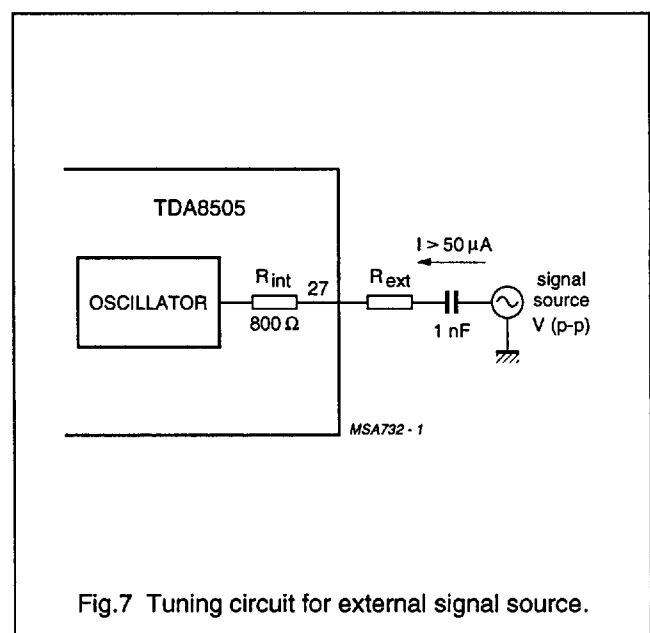 TDA8505
OSCILLATOR
R int
800 Ω
27
R ext
I > 50 μA
1 nF
signal
source
V (p-p)
MSA732 - 1
Fig.7 Tuning circuit for external signal source.